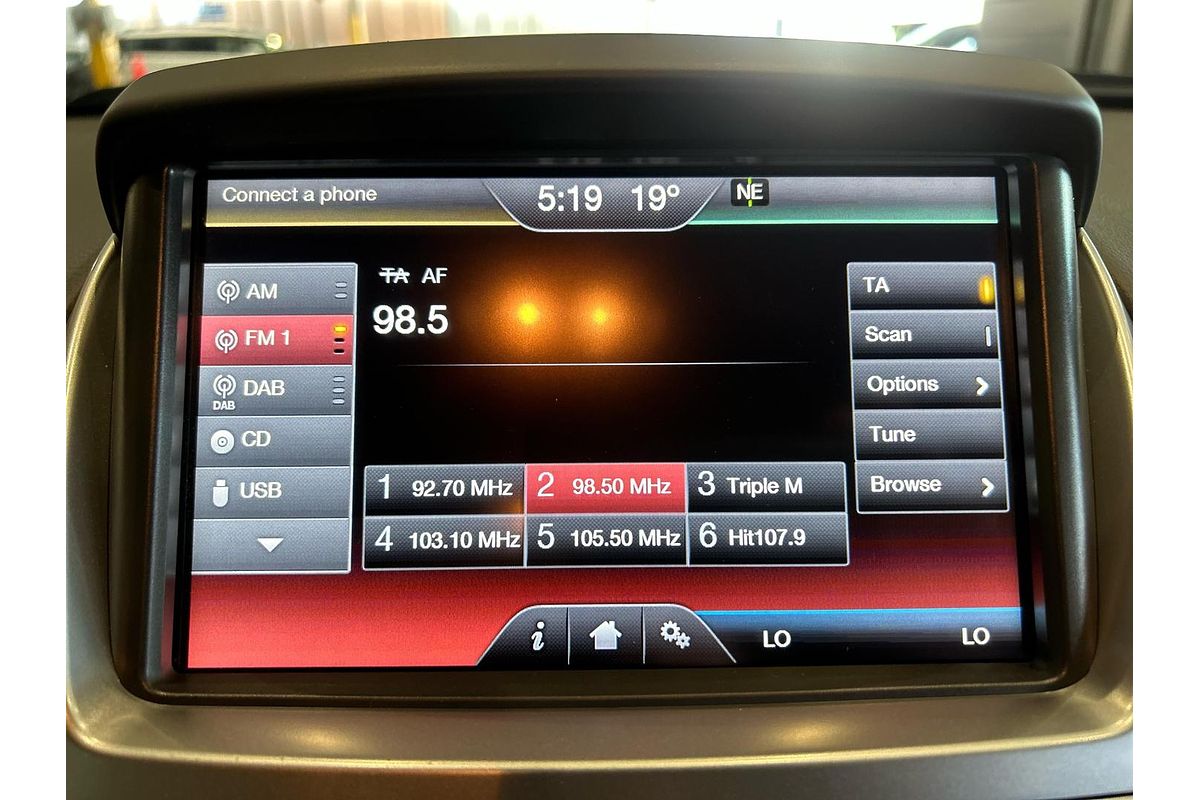 Connect a phone
5:19 19°
NE
AM
FM 1
DAB
DAB
CD
USB
TA AF
98.5
TA
Scan
Options
Tune
Browse
1 92.70 MHz 2 98.50 MHz 3 Triple M
4 103.10 MHz 5 105.50 MHz 6 Hit107.9
i
LO LO